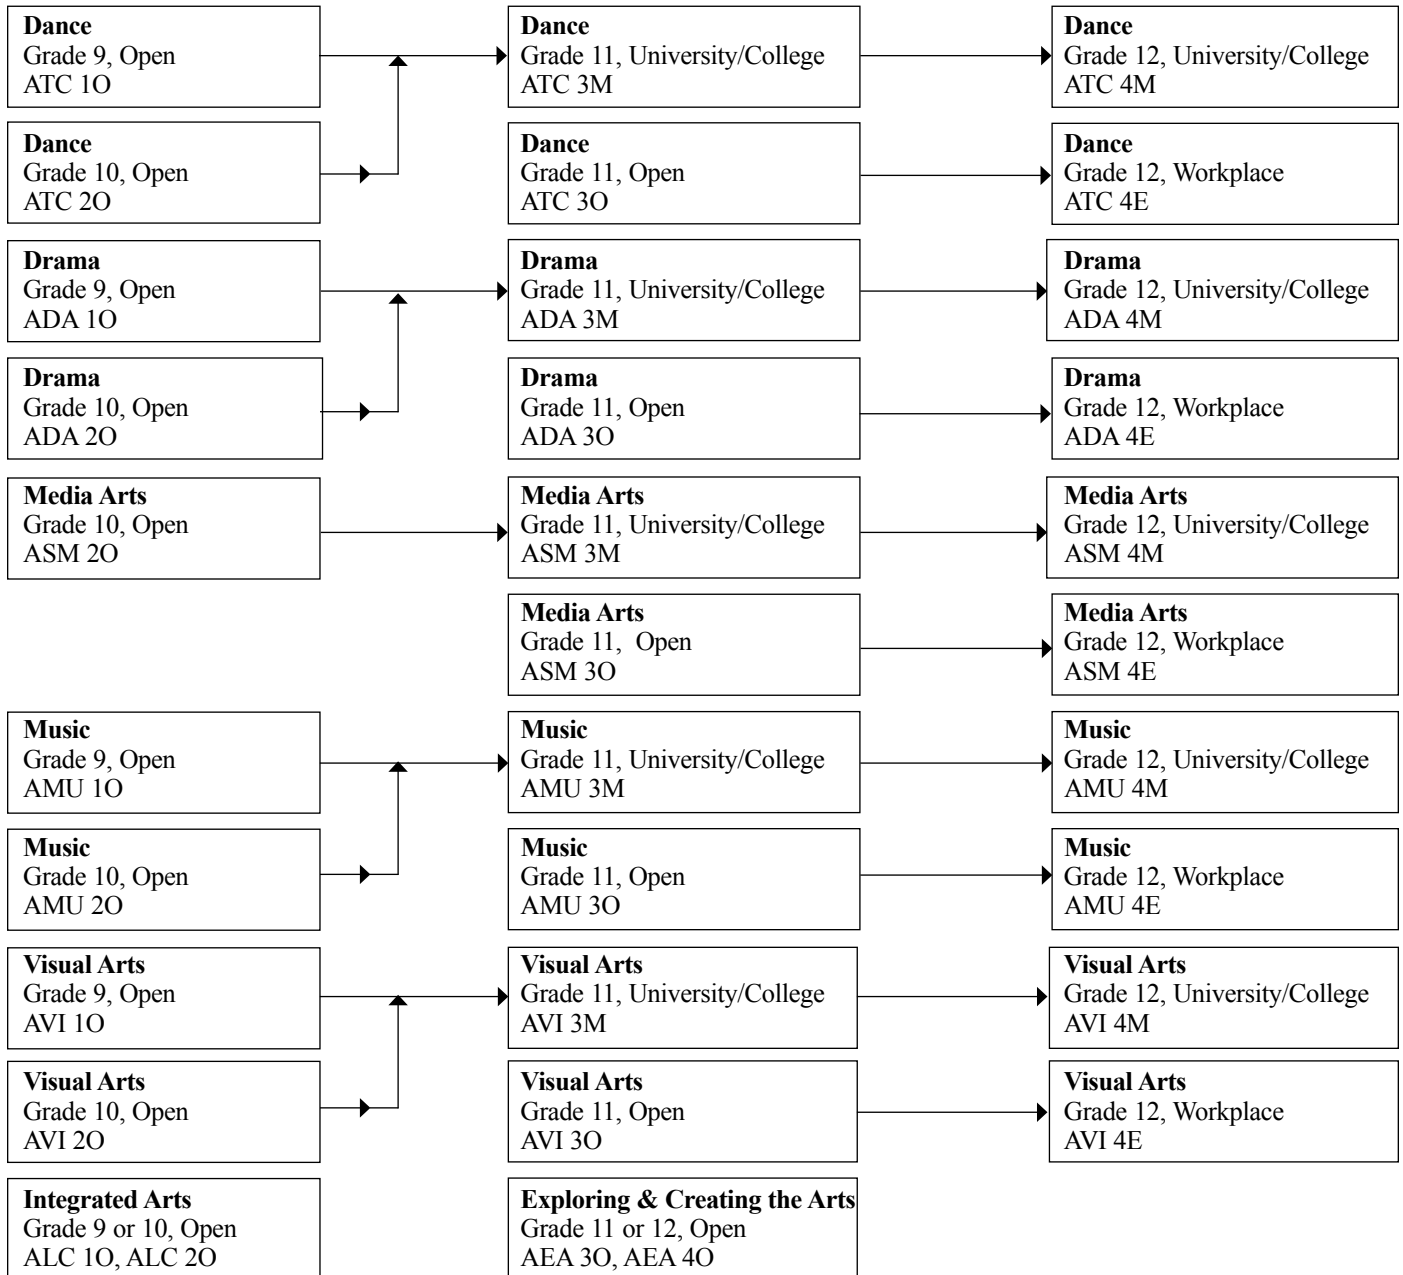 Dance
Grade 9, Open
ATC 1O
Dance
Grade 11, University/College
ATC 3M
Dance
Grade 12, University/College
ATC 4M
Dance
Grade 10, Open
ATC 2O
Dance
Grade 11, Open
ATC 3O
Dance
Grade 12, Workplace
ATC 4E
Drama
Grade 9, Open
ADA 1O
Drama
Grade 11, University/College
ADA 3M
Drama
Grade 12, University/College
ADA 4M
Drama
Grade 10, Open
ADA 2O
Drama
Grade 11, Open
ADA 3O
Drama
Grade 12, Workplace
ADA 4E
Media Arts
Grade 10, Open
ASM 2O
Media Arts
Grade 11, University/College
ASM 3M
Media Arts
Grade 12, University/College
ASM 4M
Media Arts
Grade 11, Open
ASM 3O
Media Arts
Grade 12, Workplace
ASM 4E
Music
Grade 9, Open
AMU 1O
Music
Grade 11, University/College
AMU 3M
Music
Grade 12, University/College
AMU 4M
Music
Grade 10, Open
AMU 2O
Music
Grade 11, Open
AMU 3O
Music
Grade 12, Workplace
AMU 4E
Visual Arts
Grade 9, Open
AVI 1O
Visual Arts
Grade 11, University/College
AVI 3M
Visual Arts
Grade 12, University/College
AVI 4M
Visual Arts
Grade 10, Open
AVI 2O
Visual Arts
Grade 11, Open
AVI 3O
Visual Arts
Grade 12, Workplace
AVI 4E
Integrated Arts
Grade 9 or 10, Open
ALC 1O, ALC 2O
Exploring & Creating the Arts
Grade 11 or 12, Open
AEA 3O, AEA 4O